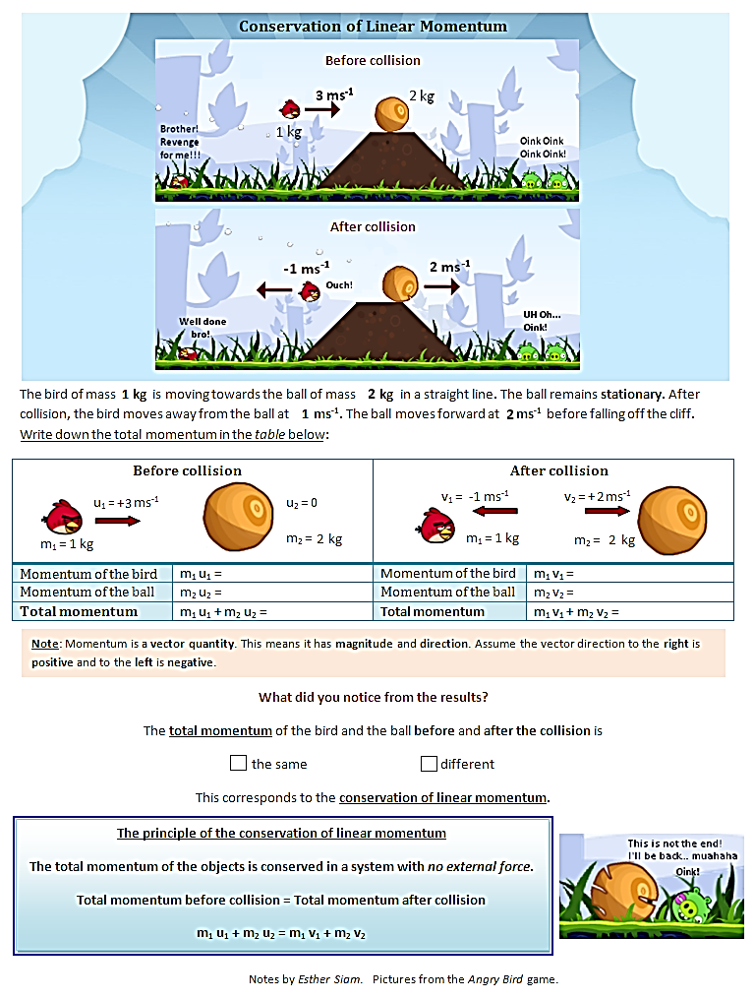 Conservation of Linear Momentum
Before collision
3 ms⁻¹
2 kg
1 kg
Brother!
Revenge
for me!!!
Oink Oink
Oink Oink!
After collision
-1 ms⁻¹
2 ms⁻¹
Ouch!
Well done
bro!
UH Oh...
Oink!
The bird of mass 1 kg is moving towards the ball of mass 2 kg in a straight line. The ball remains stationary. After
collision, the bird moves away from the ball at 1 ms⁻¹. The ball moves forward at 2 ms⁻¹ before falling off the cliff.
Write down the total momentum in the table below:
Before collision
u₁ = +3 ms⁻¹
u₂ = 0
m₁ = 1 kg
m₂ = 2 kg
After collision
v₁ = -1 ms⁻¹
v₂ = +2 ms⁻¹
m₁ = 1 kg
m₂ = 2 kg
Momentum of the bird m₁ u₁ =
Momentum of the ball m₂ u₂ =
Total momentum m₁ u₁ + m₂ u₂ =
Momentum of the bird m₁ v₁ =
Momentum of the ball m₂ v₂ =
Total momentum m₁ v₁ + m₂ v₂ =
Note: Momentum is a vector quantity. This means it has magnitude and direction. Assume the vector direction to the right is
positive and to the left is negative.
What did you notice from the results?
The total momentum of the bird and the ball before and after the collision is
the same
different
This corresponds to the conservation of linear momentum.
The principle of the conservation of linear momentum
The total momentum of the objects is conserved in a system with no external force.
Total momentum before collision = Total momentum after collision
m₁ u₁ + m₂ u₂ = m₁ v₁ + m₂ v₂
This is not the end!
I'll be back.. muahaha
Oink!
Notes by Esther Siam. Pictures from the Angry Bird game.